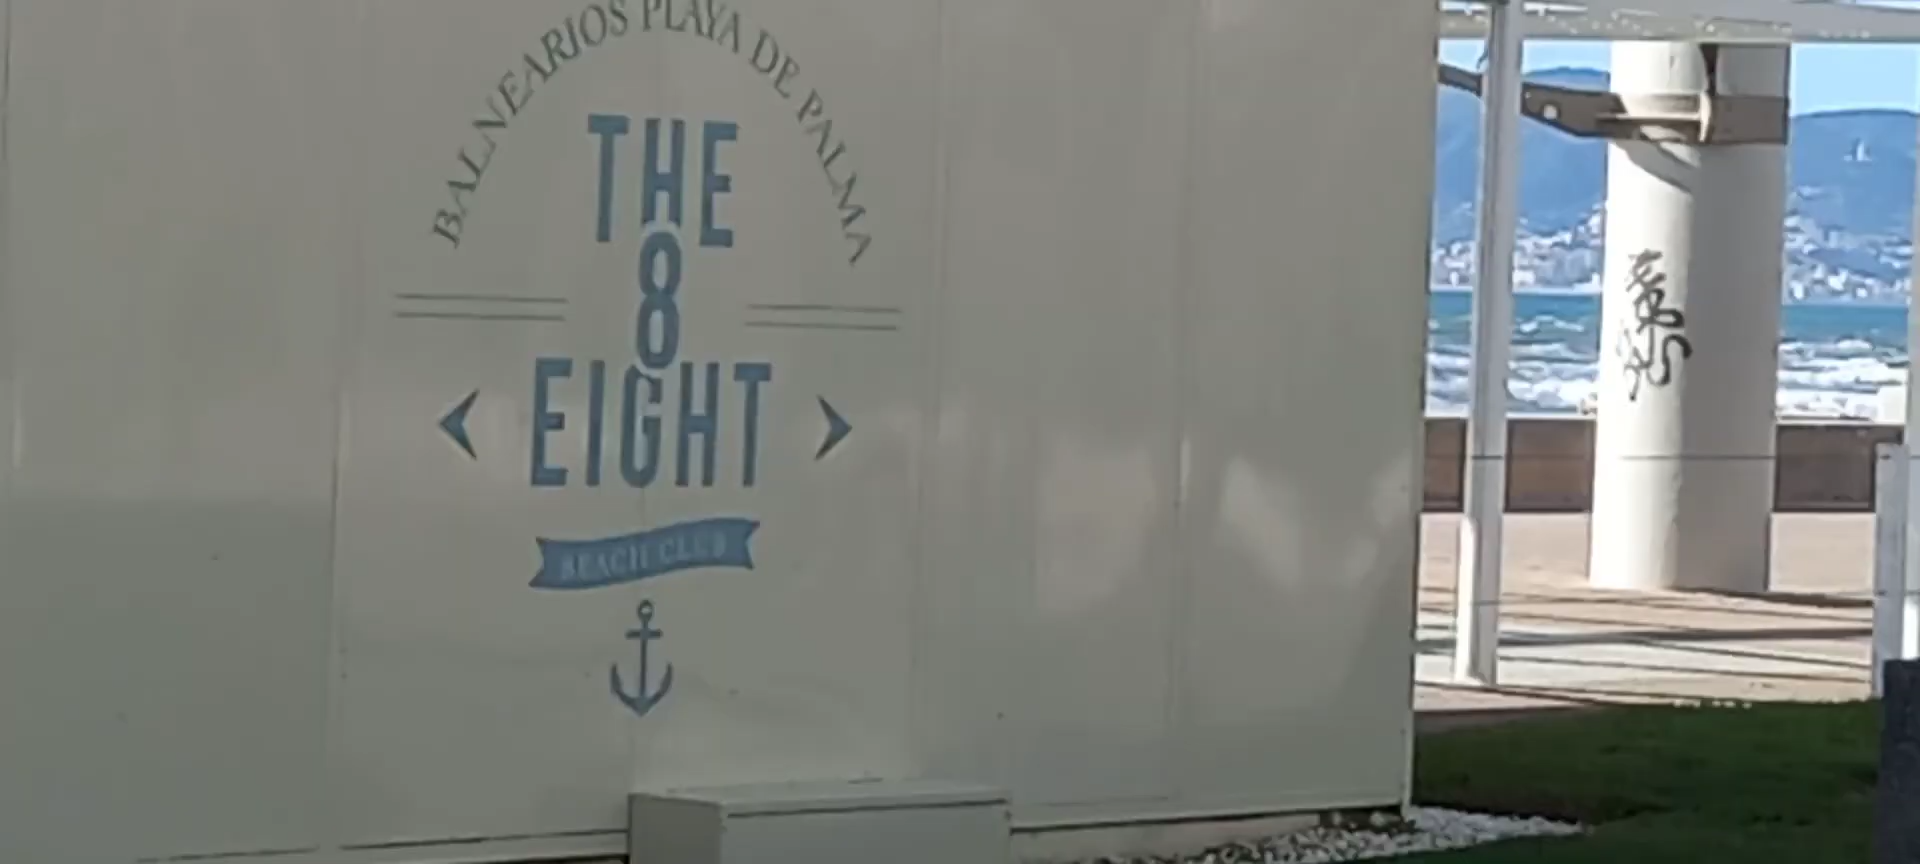 BALNEARIOS PLAYA DE PALMA
THE
8
EIGHT
BEACH CLUB